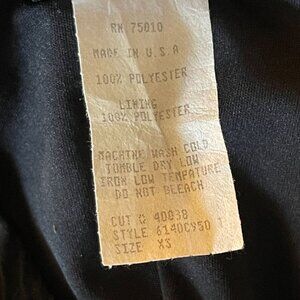 RN 75010
MADE IN U.S.A
100% POLYESTER
LINING
100% POLYESTER
MACHINE WASH COLD
TUMBLE DRY LOW
IRON LOW TEMPATURE
DO NOT BLEACH
CUT # 40038
STYLE 6140C950 T
SIZE XS